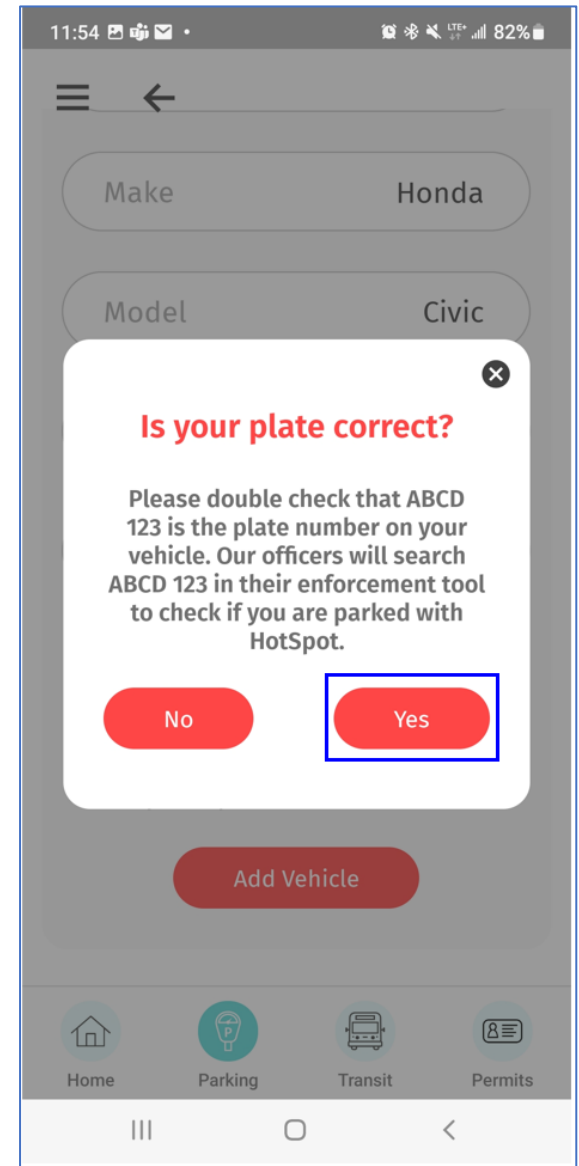 11:54
LTE+ 82%
Make Honda
Model Civic
Is your plate correct?
Please double check that ABCD
123 is the plate number on your
vehicle. Our officers will search
ABCD 123 in their enforcement tool
to check if you are parked with
HotSpot.
No Yes
Add Vehicle
P
Home Parking Transit Permits